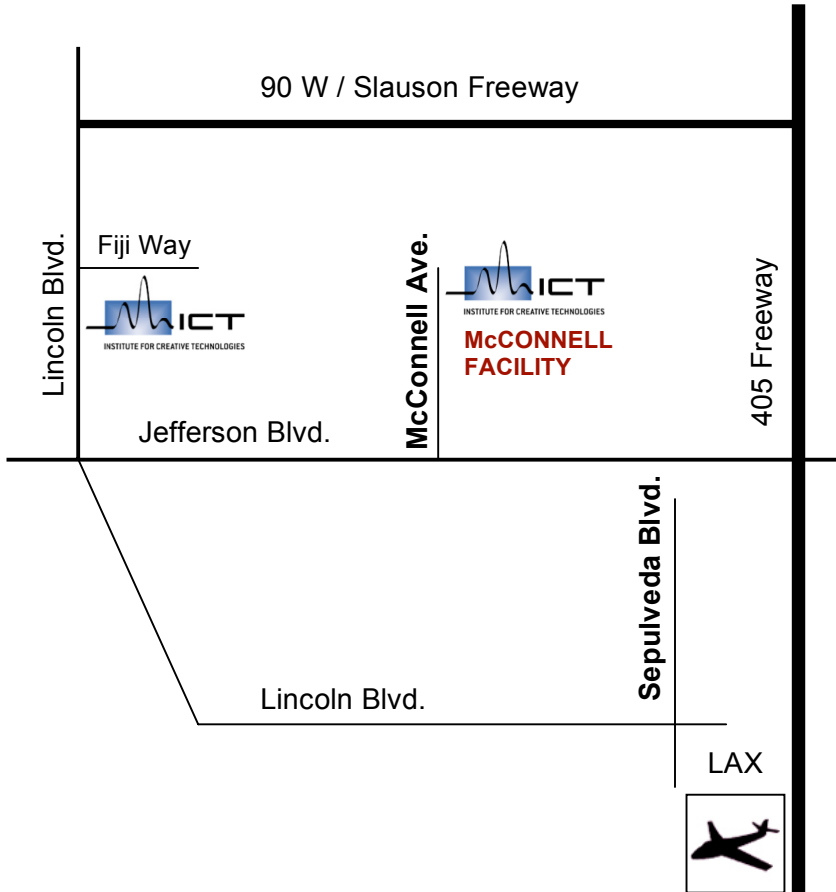 90 W / Slauson Freeway
Lincoln Blvd.
Fiji Way
ICT
INSTITUTE FOR CREATIVE TECHNOLOGIES
McConnell Ave.
ICT
INSTITUTE FOR CREATIVE TECHNOLOGIES
McCONNELL
FACILITY
405 Freeway
Jefferson Blvd.
Sepulveda Blvd.
Lincoln Blvd.
LAX